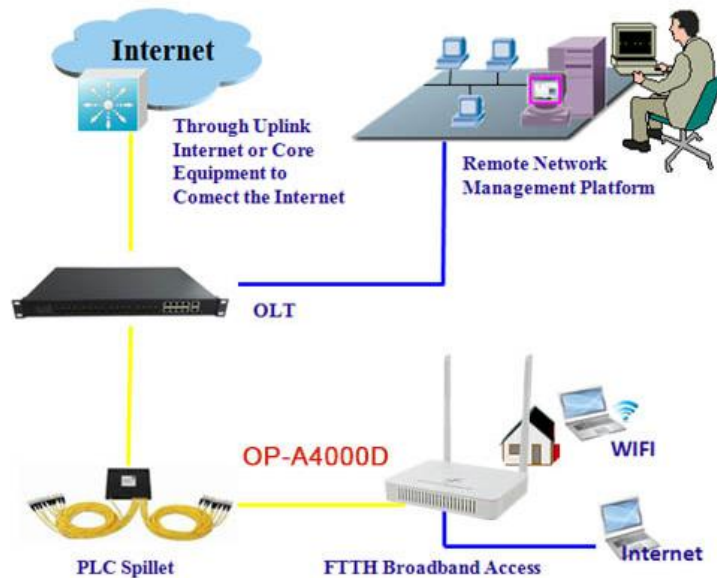 Internet
Through Uplink
Internet or Core
Equipment to
Comect the Internet
Remote Network
Management Platform
OLT
OP-A4000D
WIFI
Internet
PLC Spillet
FTTH Broadband Access